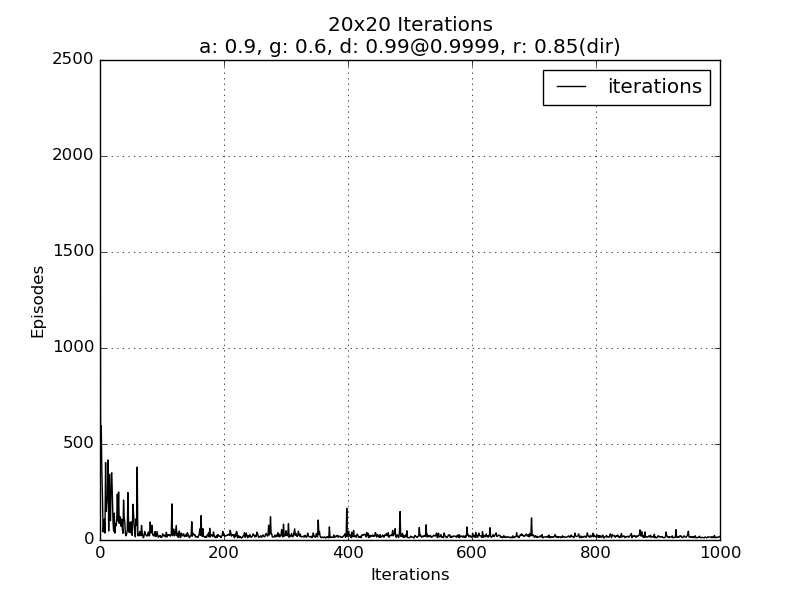 20x20 Iterations
a: 0.9, g: 0.6, d: 0.99@0.9999, r: 0.85(dir)
2500
iterations
2000
1500
Episodes
1000
500
0
0 200 400 600 800 1000
Iterations